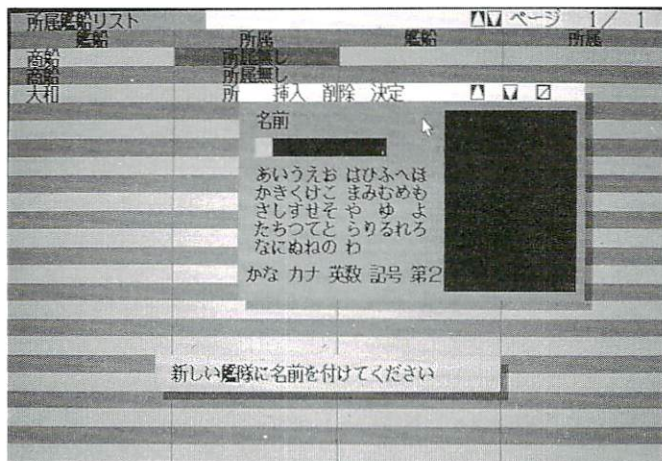 所属艦船リスト ページ 1/ 1
艦船 所属 艦船 所属
商船 所属無し
商船 所属無し
大和 所
挿入 削除 決定
名前
あいうえお はひふへほ
かきくけこ まみむめも
さしすせそ や ゆ よ
たちつてと らりるれろ
なにぬねの わ
かな カナ 英数 記号 第2
新しい艦隊に名前を付けてください